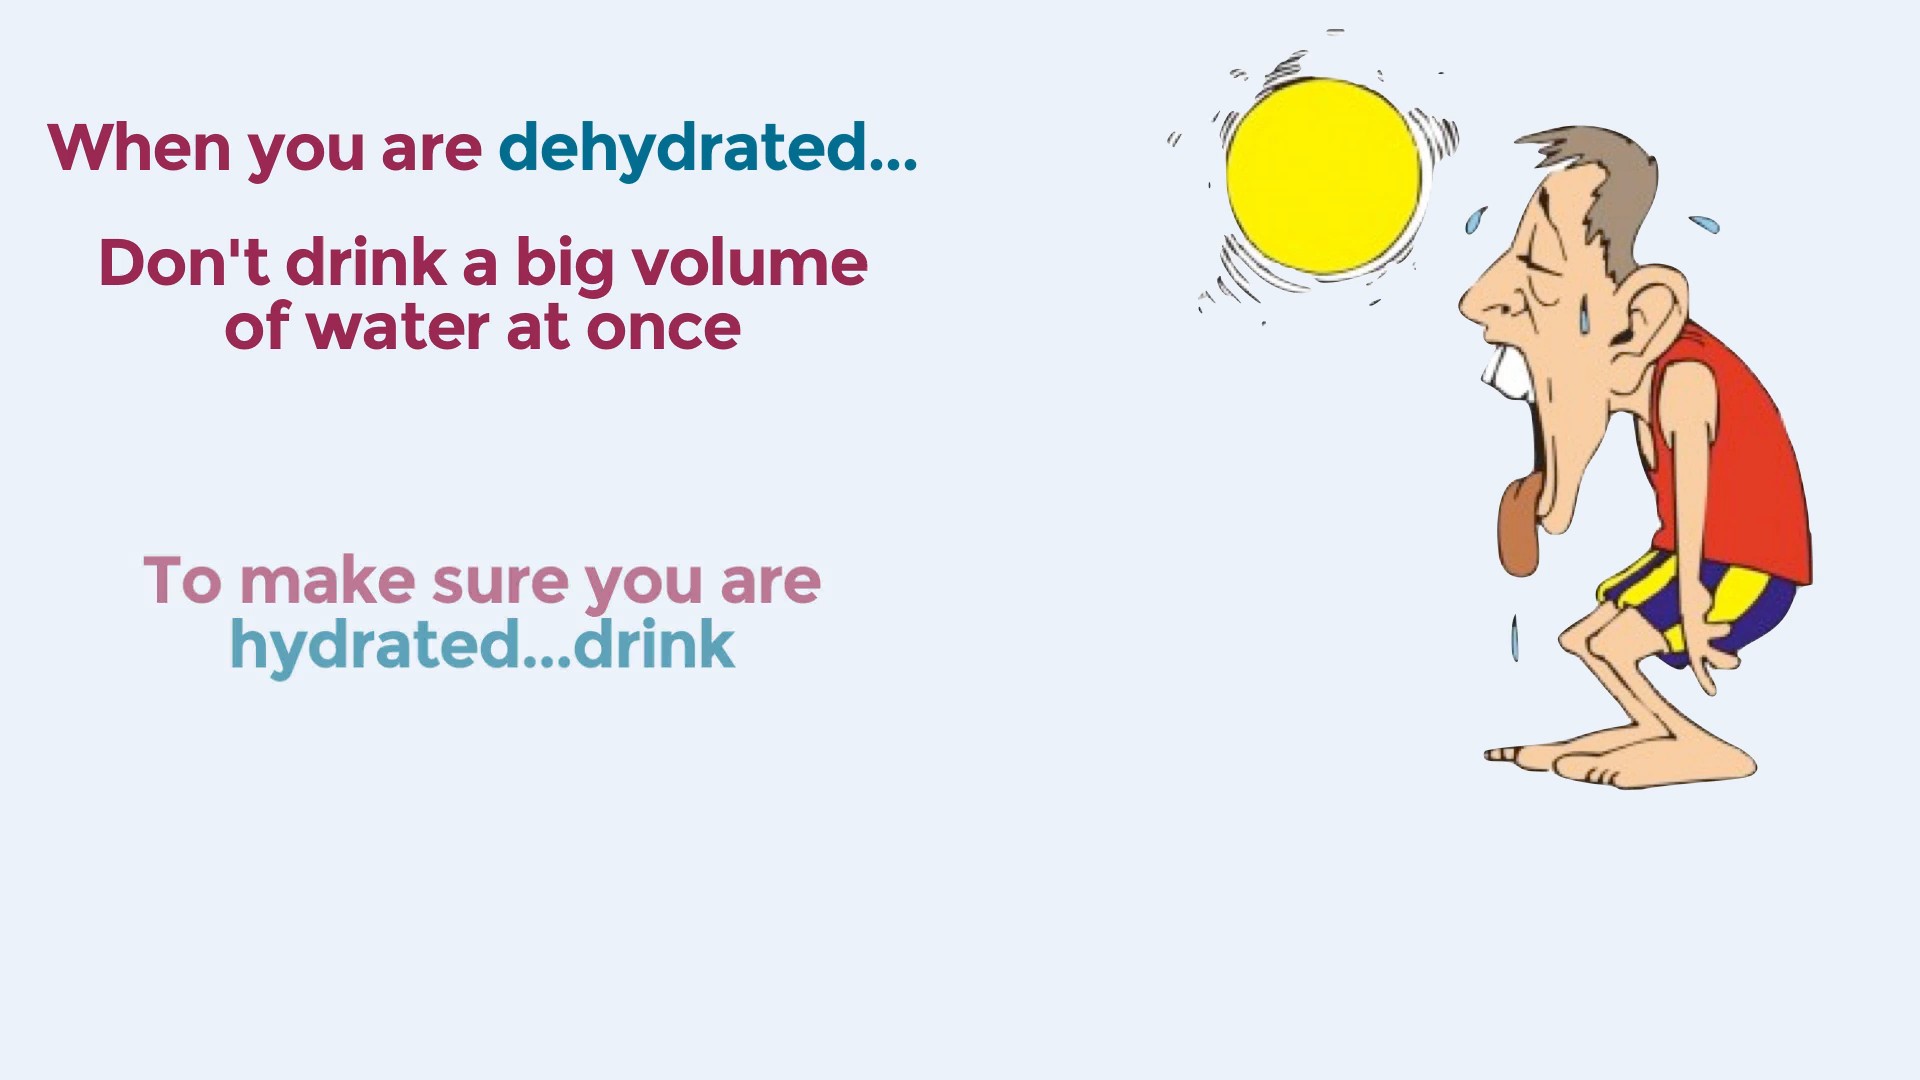 When you are dehydrated...
Don't drink a big volume
of water at once
To make sure you are
hydrated...drink